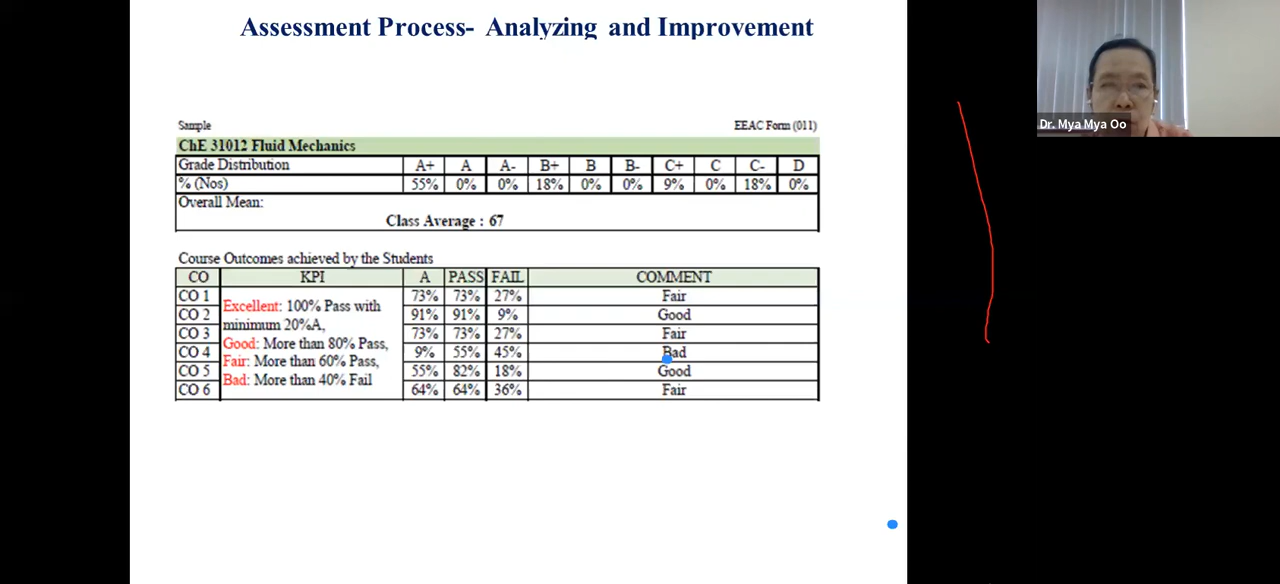 Assessment Process- Analyzing and Improvement
Dr. Mya Mya Oo
Sample EEAC Form (011)
ChE 31012 Fluid Mechanics
Grade Distribution A+ A A- B+ B B- C+ C C- D
% (Nos) 55% 0% 0% 18% 0% 0% 9% 0% 18% 0%
Overall Mean:
Class Average : 67
Course Outcomes achieved by the Students
CO KPI A PASS FAIL COMMENT
CO 1 73% 73% 27% Fair
Excellent: 100% Pass with
CO 2 91% 91% 9% Good
minimum 20%A,
CO 3 73% 73% 27% Fair
Good: More than 80% Pass,
CO 4 9% 55% 45% Bad
Fair: More than 60% Pass,
CO 5 55% 82% 18% Good
Bad: More than 40% Fail
CO 6 64% 64% 36% Fair